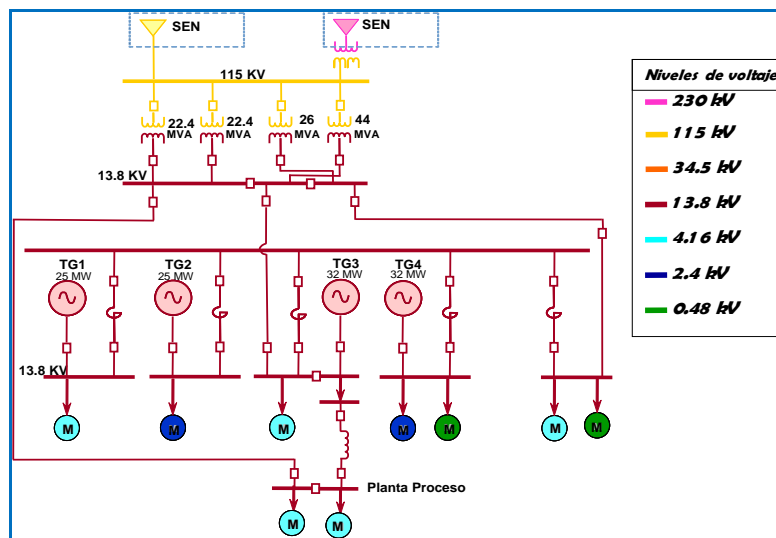 SEN
SEN
115 KV
22.4
MVA
22.4
MVA
26
MVA
44
MVA
13.8 KV
TG1
25 MW
TG2
25 MW
TG3
32 MW
TG4
32 MW
13.8 KV
M
M
M
M
M
M
M
Planta Proceso
M
M
Niveles de voltaje
230 kV
115 kV
34.5 kV
13.8 kV
4.16 kV
2.4 kV
0.48 kV